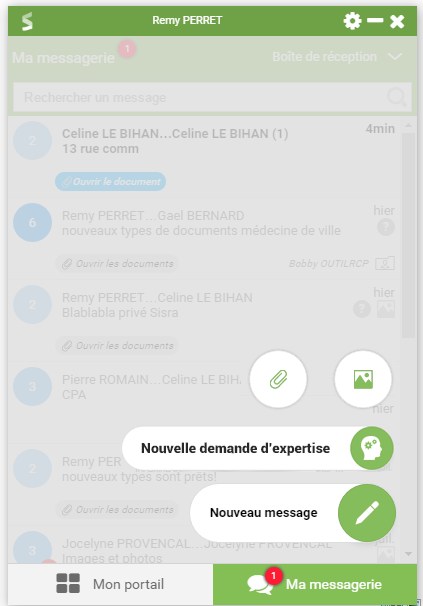 Remy PERRET
Ma messagerie 1
Boîte de réception
Rechercher un message
2
Celine LE BIHAN...Celine LE BIHAN (1)
4min
13 rue comm
Ouvrir le document
6
Remy PERRET...Gael BERNARD
hier
nouveaux types de documents médecine de ville
?
Ouvrir les documents
Bobby OUTILRCP
2
Remy PERRET...Celine LE BIHAN
hier
Blablabla privé Sisra
?
Ouvrir les documents
3
Pierre ROMAIN...Celine LE BIH
CPA
hier
Nouvelle demande d'expertise
2
Remy PER
nouveaux types sont prêts!
Ouvrir les documents
Nouveau message
3
Jocelyne PROVENCAL...Jocelyne PROVENCAL
Images et photos
Mon portail
1
Ma messagerie